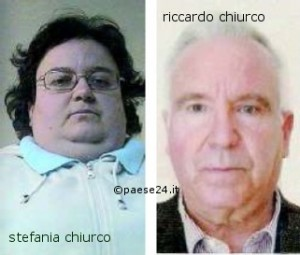 riccardo chiurco
©paese24.it
stefania chiurco